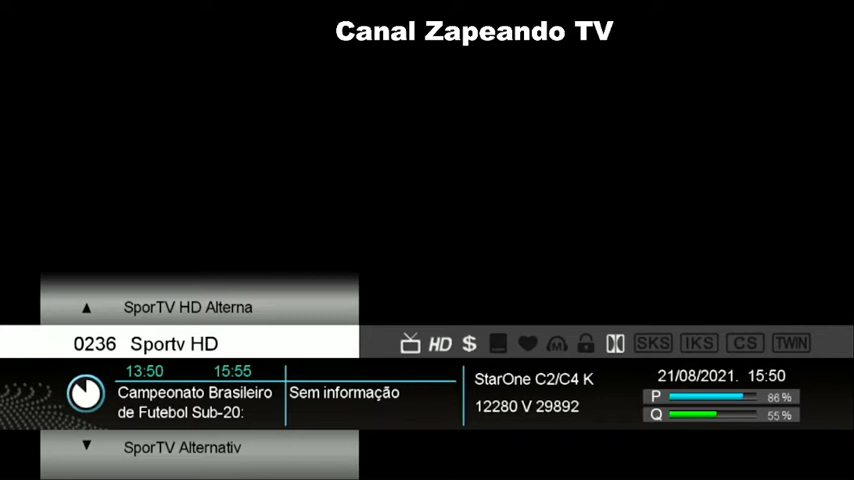 Canal Zapeando TV
▲ SporTV HD Alterna
0236 Sportv HD HD $ SKS IKS CS TWIN
13:50 15:55
Campeonato Brasileiro
de Futebol Sub-20:
Sem informação
StarOne C2/C4 K
12280 V 29892
21/08/2021. 15:50
P 86%
Q 55%
▼ SporTV Alternativ